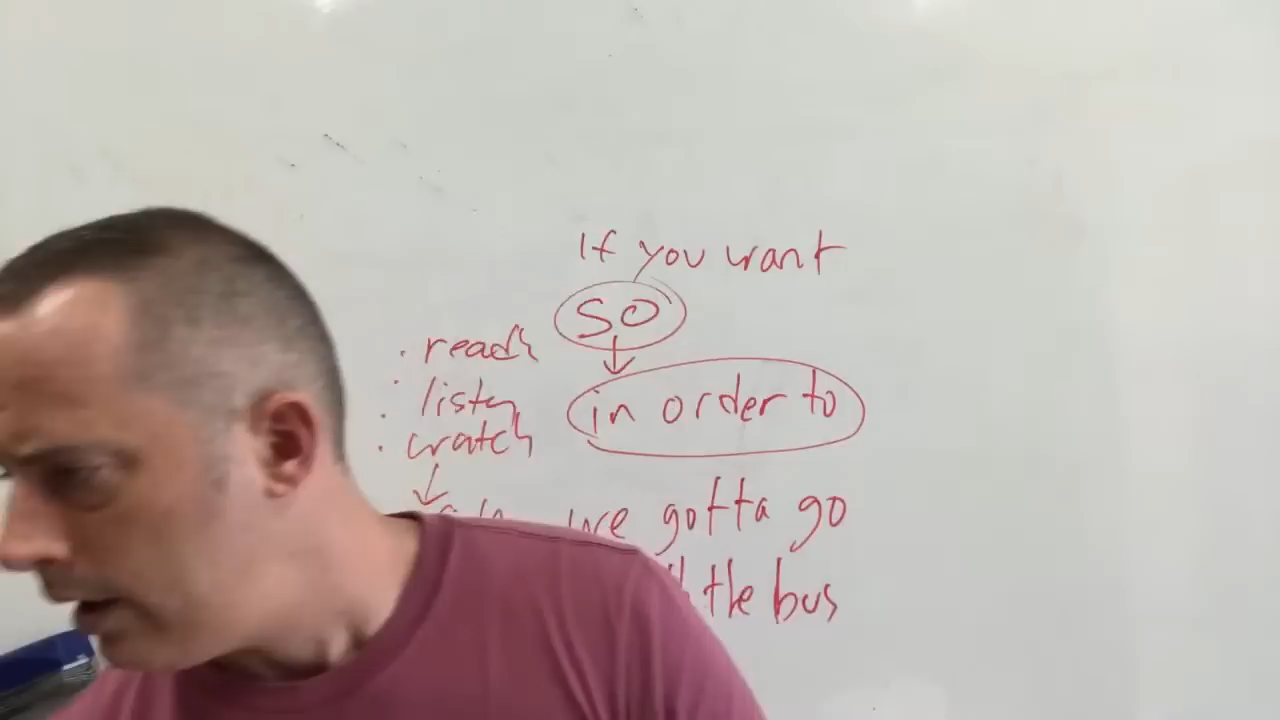 If you want
so
in order to
· read
· listen
· watch
we gotta go
the bus